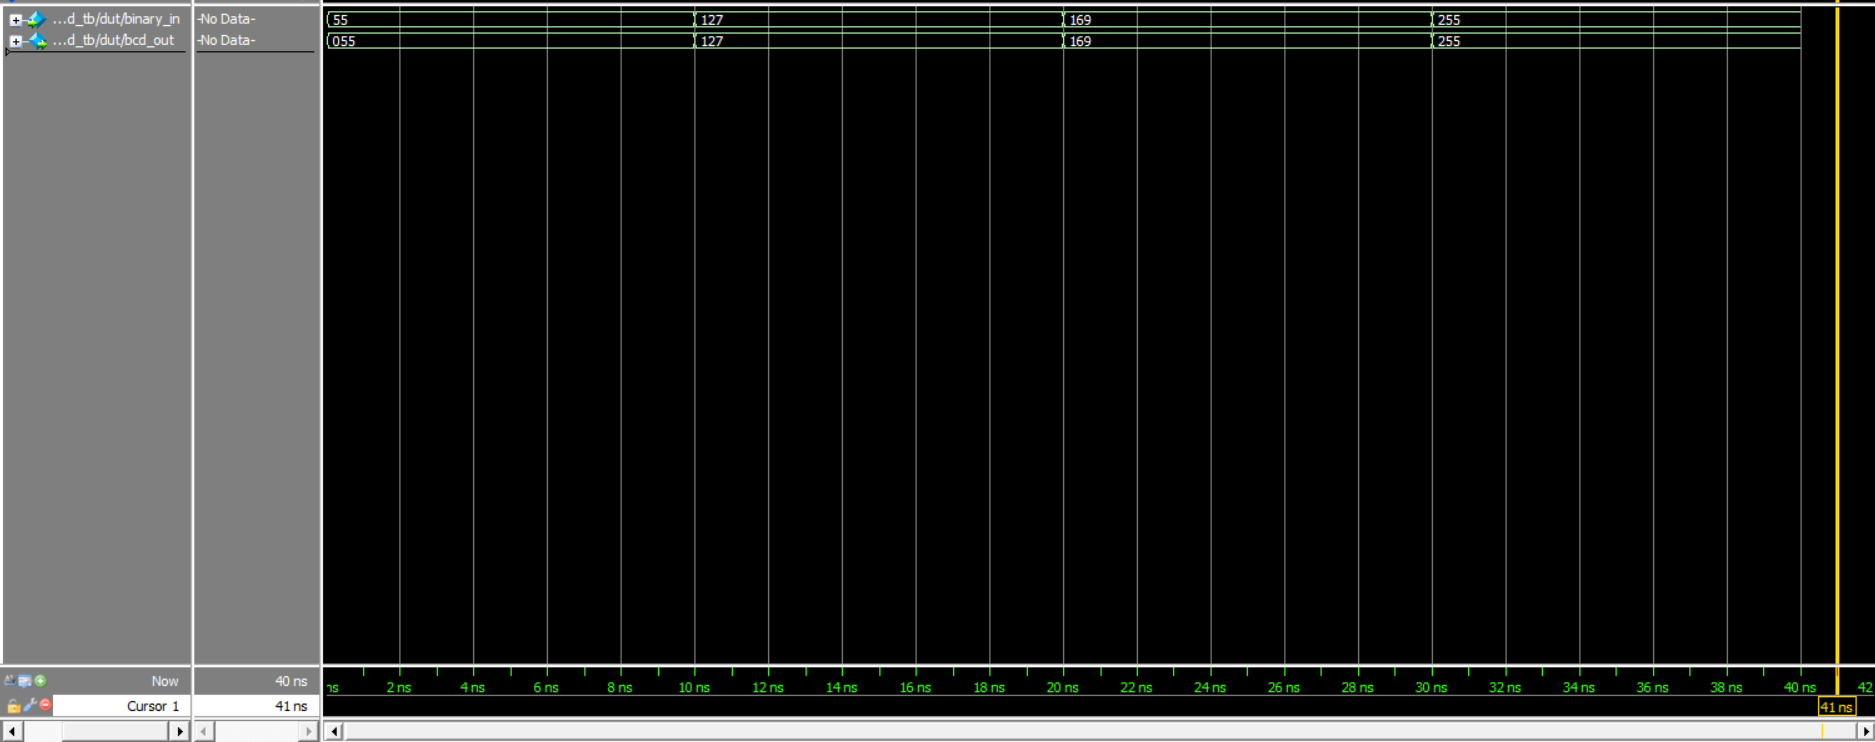 ...d_tb/dut/binary_in -No Data- 55 127 169 255
...d_tb/dut/bcd_out -No Data- 055 127 169 255
Now 40 ns
ns 2 ns 4 ns 6 ns 8 ns 10 ns 12 ns 14 ns 16 ns 18 ns 20 ns 22 ns 24 ns 26 ns 28 ns 30 ns 32 ns 34 ns 36 ns 38 ns 40 ns 42
Cursor 1 41 ns 41 ns